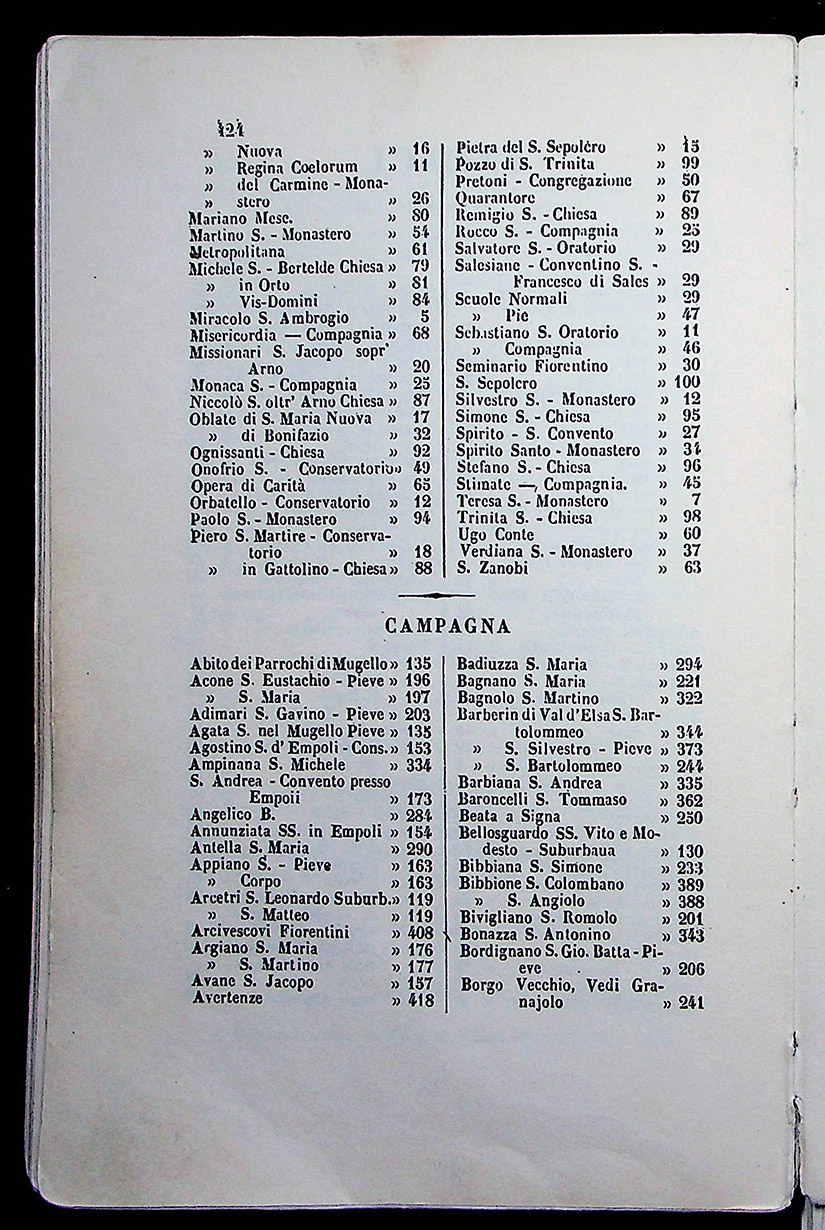 424
» Nuova » 16
» Regina Coelorum » 11
» del Carmine - Mona-
» stero » 26
Mariano Mesc. » 80
Martino S. - Monastero » 54
Metropolitana » 61
Michele S. - Bertelde Chiesa » 79
» in Orto » 81
» Vis-Domini » 84
Miracolo S. Ambrogio » 5
Misericordia — Compagnia » 68
Missionari S. Jacopo sopr'
Arno » 20
Monaca S. - Compagnia » 25
Niccolò S. oltr' Arno Chiesa » 87
Oblate di S. Maria Nuova » 17
» di Bonifazio » 32
Ognissanti - Chiesa » 92
Onofrio S. - Conservatorio » 49
Opera di Carità » 65
Orbatello - Conservatorio » 12
Paolo S. - Monastero » 94
Piero S. Martire - Conserva-
torio » 18
» in Gattolino - Chiesa » 88
Pietra del S. Sepolcro » 15
Pozzo di S. Trinita » 99
Pretoni - Congregazione » 50
Quarantore » 67
Remigio S. - Chiesa » 89
Rocco S. - Compagnia » 25
Salvatore S. - Oratorio » 29
Salesiane - Conventino S. -
Francesco di Sales » 29
Scuole Normali » 29
» Pie » 47
Sebastiano S. Oratorio » 11
» Compagnia » 46
Seminario Fiorentino » 30
S. Sepolcro » 100
Silvestro S. - Monastero » 12
Simone S. - Chiesa » 95
Spirito - S. Convento » 27
Spirito Santo - Monastero » 34
Stefano S. - Chiesa » 96
Stimate —, Compagnia. » 45
Teresa S. - Monastero » 7
Trinita S. - Chiesa » 98
Ugo Conte » 60
Verdiana S. - Monastero » 37
S. Zanobi » 63
CAMPAGNA
Abito dei Parrochi di Mugello » 135
Acone S. Eustachio - Pieve » 196
» S. Maria » 197
Adimari S. Gavino - Pieve » 203
Agata S. nel Mugello Pieve » 135
Agostino S. d' Empoli - Cons. » 153
Ampinana S. Michele » 334
S. Andrea - Convento presso
Empoii » 173
Angelico B. » 284
Annunziata SS. in Empoli » 154
Antella S. Maria » 290
Appiano S. - Pieve » 163
» Corpo » 163
Arcetri S. Leonardo Suburb. » 119
» S. Matteo » 119
Arcivescovi Fiorentini » 408
Argiano S. Maria » 176
» S. Martino » 177
Avane S. Jacopo » 157
Avertenze » 418
Badiuzza S. Maria » 294
Bagnano S. Maria » 221
Bagnolo S. Martino » 322
Barberin di Val d'Elsa S. Bar-
tolommeo » 344
» S. Silvestro - Pieve » 373
» S. Bartolommeo » 244
Barbiana S. Andrea » 335
Baroncelli S. Tommaso » 362
Beata a Signa » 250
Bellosguardo SS. Vito e Mo-
desto - Suburbaua » 130
Bibbiana S. Simone » 233
Bibbione S. Colombano » 389
» S. Angiolo » 388
Bivigliano S. Romolo » 201
Bonazza S. Antonino » 343
Bordignano S. Gio. Batta - Pi-
eve » 206
Borgo Vecchio, Vedi Gra-
najolo » 241